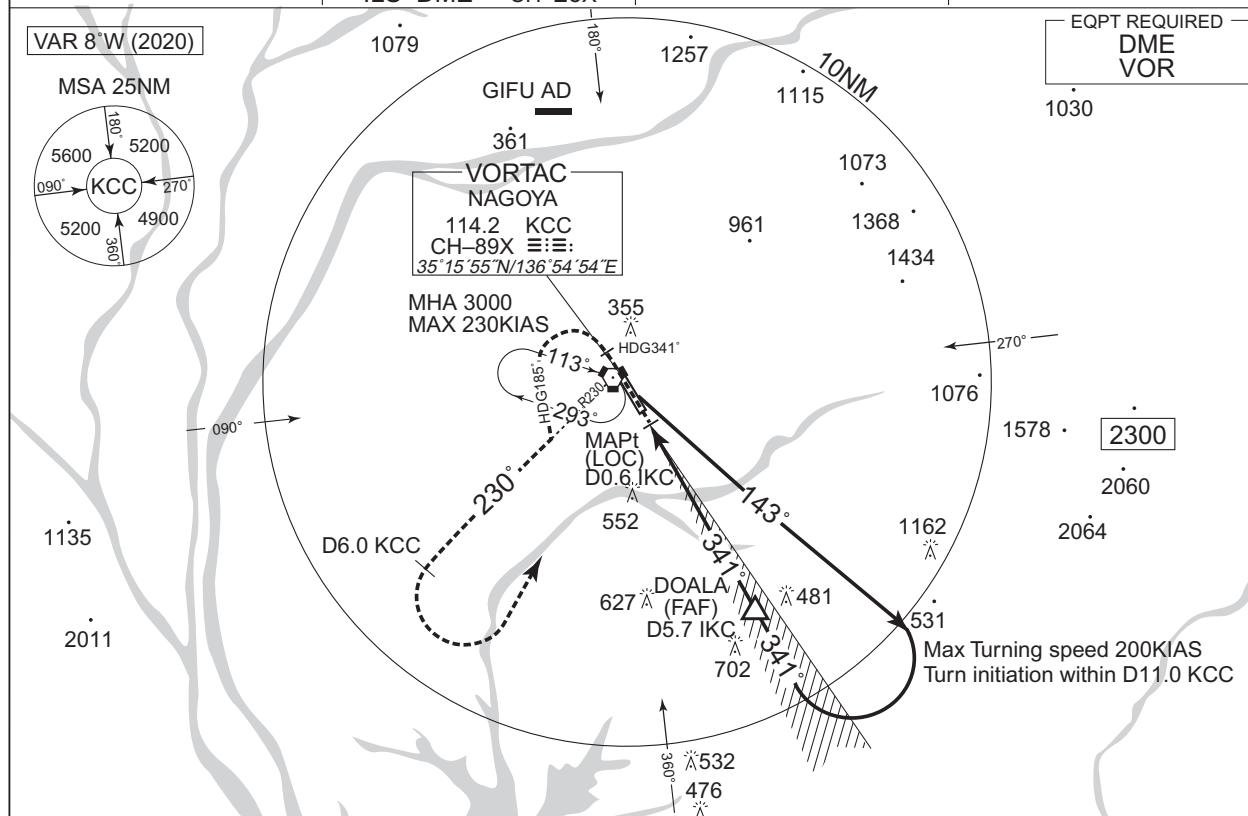 VAR 8°W (2020)
1079
1257
180°
10NM
1115
EQPT REQUIRED
DME
VOR
1030
MSA 25NM
180°
5600
5200
090°
KCC
270°
5200
4900
360°
GIFU AD
361
VORTAC
NAGOYA
114.2 KCC
CH–89X
35°15´55˝N/136°54´54˝E
1073
961
1368
1434
MHA 3000
MAX 230KIAS
355
HDG341°
270°
113°
HDG185°
R230
293°
090°
1076
1578
2300
2060
2064
MAPt
(LOC)
D0.6 IKC
552
230°
143°
1135
D6.0 KCC
341°
1162
627
DOALA
(FAF)
D5.7 IKC
481
531
2011
702
341°
Max Turning speed 200KIAS
Turn initiation within D11.0 KCC
360°
532
476